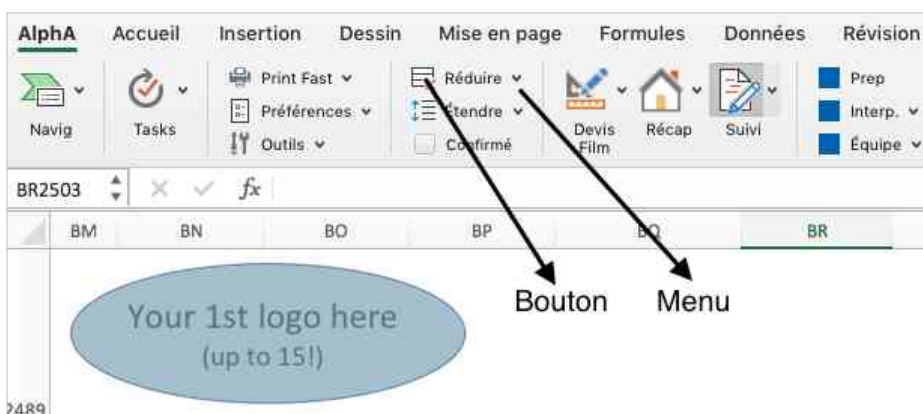 AlphA Accueil Insertion Dessin Mise en page Formules Données Révision
Print Fast Réduire Prep
Préférences Étendre Interp.
Navig Tasks Devis Film Récap Suivi
Outils Confirmé Équipe
BR2503 fx
BM BN BO BP BQ BR
Bouton Menu
Your 1st logo here
(up to 15!)
2489